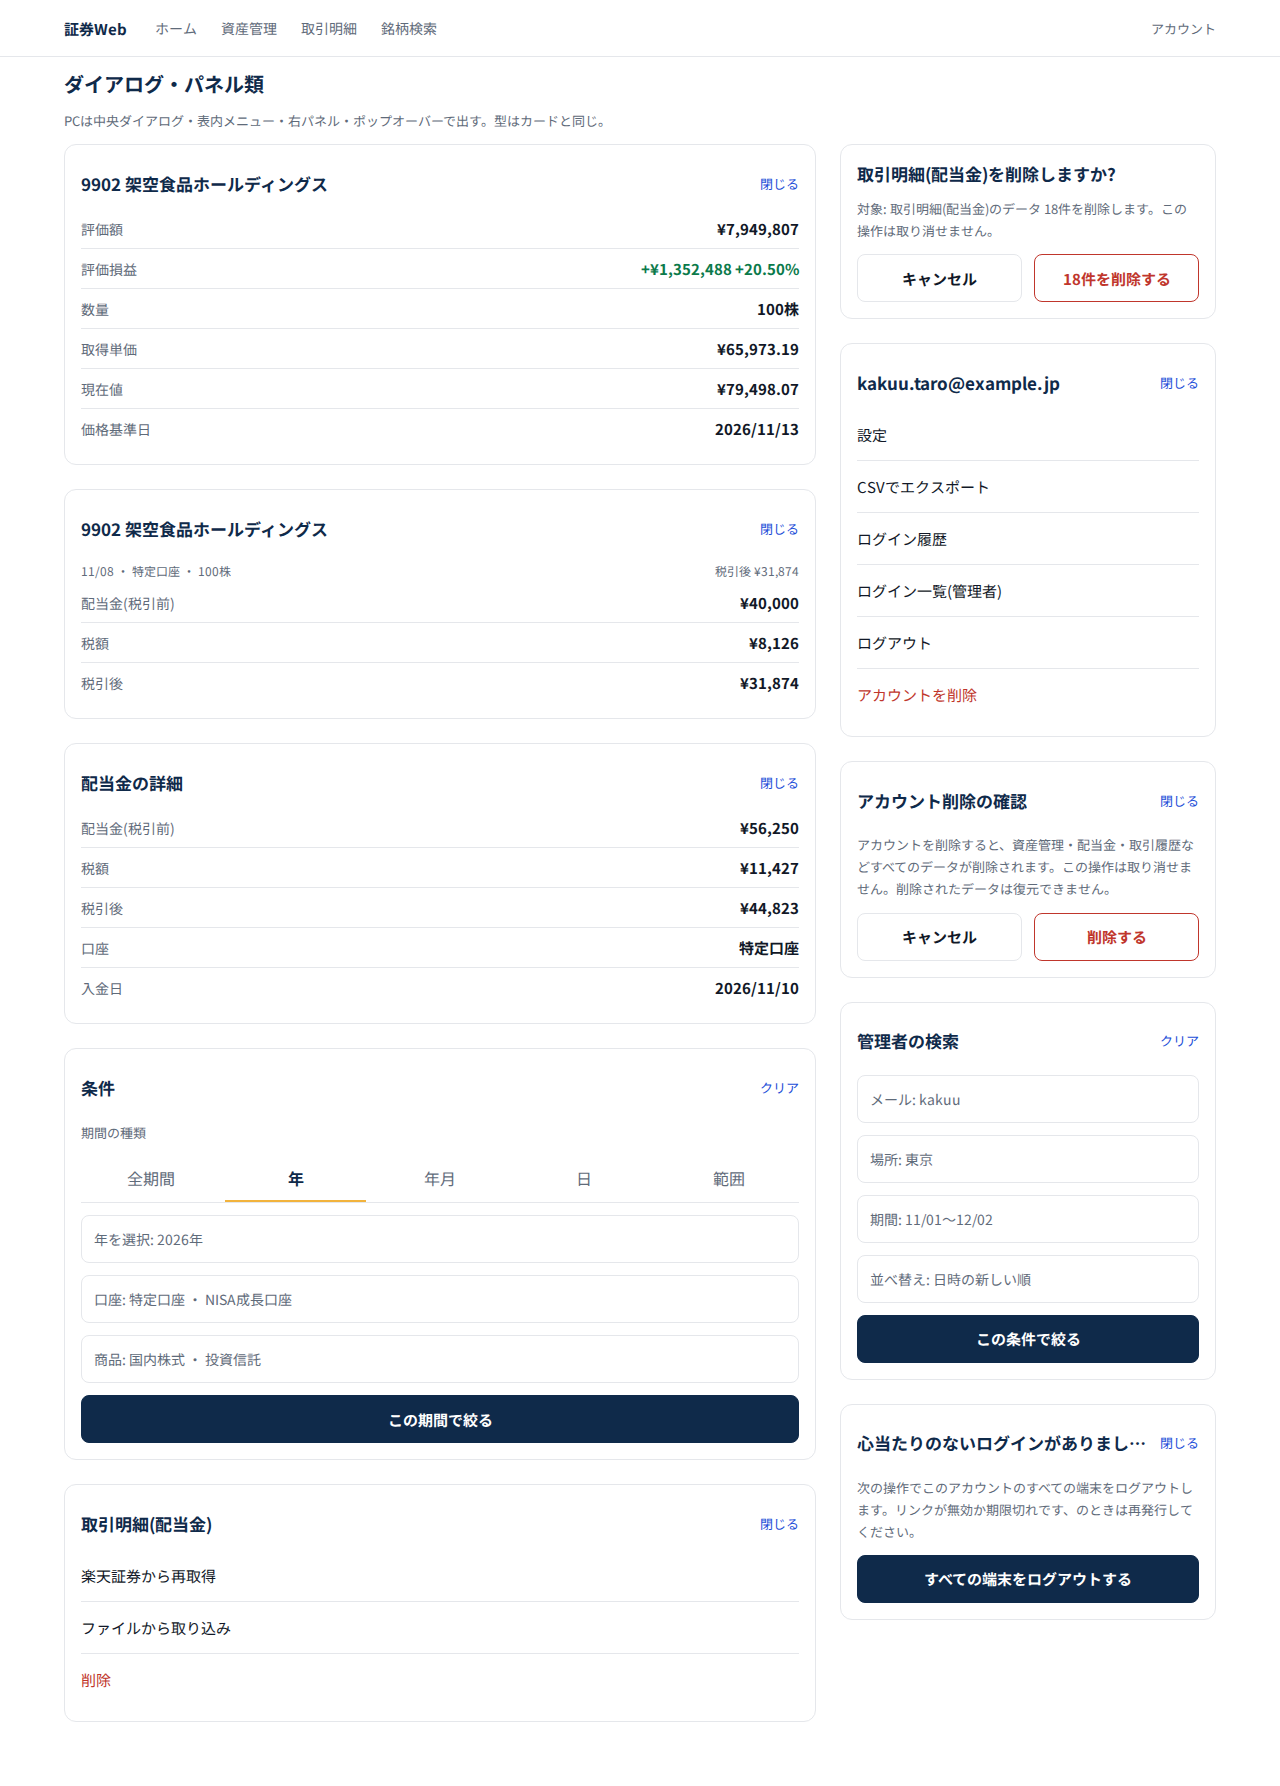 証券Web ホーム 資産管理 取引明細 銘柄検索 アカウント
ダイアログ・パネル類
PCは中央ダイアログ・表内メニュー・右パネル・ポップオーバーで出す。型はカードと同じ。
9902 架空食品ホールディングス 閉じる
評価額 ¥7,949,807
評価損益 +¥1,352,488 +20.50%
数量 100株
取得単価 ¥65,973.19
現在値 ¥79,498.07
価格基準日 2026/11/13
9902 架空食品ホールディングス 閉じる
11/08 ・ 特定口座 ・ 100株 税引後 ¥31,874
配当金(税引前) ¥40,000
税額 ¥8,126
税引後 ¥31,874
配当金の詳細 閉じる
配当金(税引前) ¥56,250
税額 ¥11,427
税引後 ¥44,823
口座 特定口座
入金日 2026/11/10
条件 クリア
期間の種類
全期間 年 年月 日 範囲
年を選択: 2026年
口座: 特定口座 ・ NISA成長口座
商品: 国内株式 ・ 投資信託
この期間で絞る
取引明細(配当金) 閉じる
楽天証券から再取得
ファイルから取り込み
削除
取引明細(配当金)を削除しますか?
対象: 取引明細(配当金)のデータ 18件を削除します。この
操作は取り消せません。
キャンセル 18件を削除する
kakuu.taro@example.jp 閉じる
設定
CSVでエクスポート
ログイン履歴
ログイン一覧(管理者)
ログアウト
アカウントを削除
アカウント削除の確認 閉じる
アカウントを削除すると、資産管理・配当金・取引履歴な
どすべてのデータが削除されます。この操作は取り消せま
せん。削除されたデータは復元できません。
キャンセル 削除する
管理者の検索 クリア
メール: kakuu
場所: 東京
期間: 11/01〜12/02
並べ替え: 日時の新しい順
この条件で絞る
心当たりのないログインがありまし… 閉じる
次の操作でこのアカウントのすべての端末をログアウトし
ます。リンクが無効か期限切れです、のときは再発行して
ください。
すべての端末をログアウトする